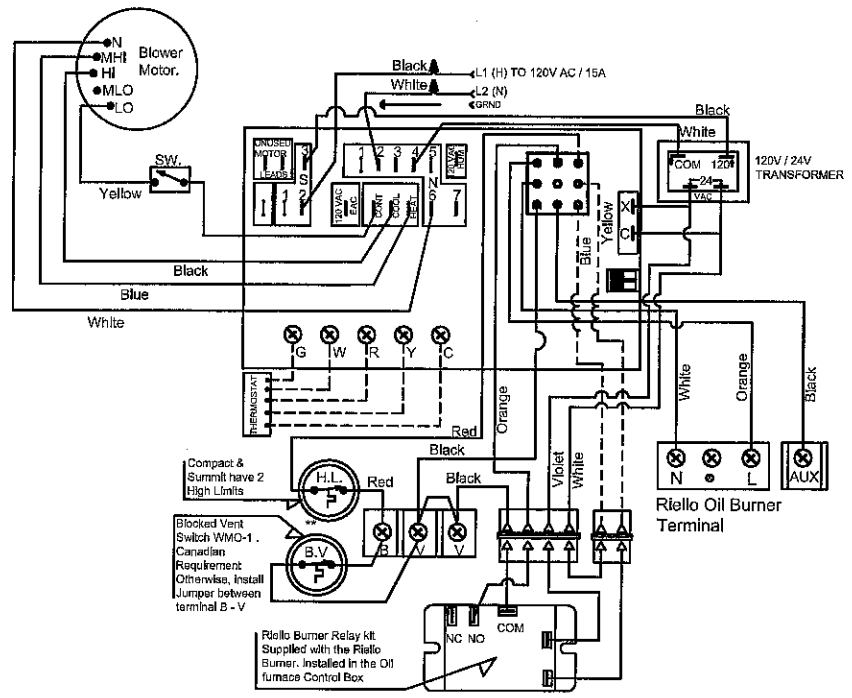 N
MHI
HI
MLO
LO
Blower
Motor.
Black
L1 (H) TO 120V AC / 15A
White
L2 (N)
GRND
Black
White
SW.
Yellow
UNUSED
MOTOR
LEADS
3
S
1
2
1
2
3
4
5
N
6
7
120 VAC
EAC
CONT
COOL
HEAT
120 VAC
HUM
COM
120
24
VAC
120V / 24V
TRANSFORMER
X
C
Yellow
Blue
Black
Blue
White
G
W
R
Y
C
THERMOSTAT
Orange
White
Orange
Black
Red
Black
Black
Violet
White
Compact &
Summit have 2
High Limits
H.L.
Red
**
Blocked Vent
Switch WMO-1 .
Canadian
Requirement
Otherwise, install
Jumper between
terminal B - V
B.V
B
V
V
N
L
AUX
Riello Oil Burner
Terminal
NC
NO
COM
Riello Burner Relay kit
Supplied with the Riello
Burner. Installed in the Oil
furnace Control Box